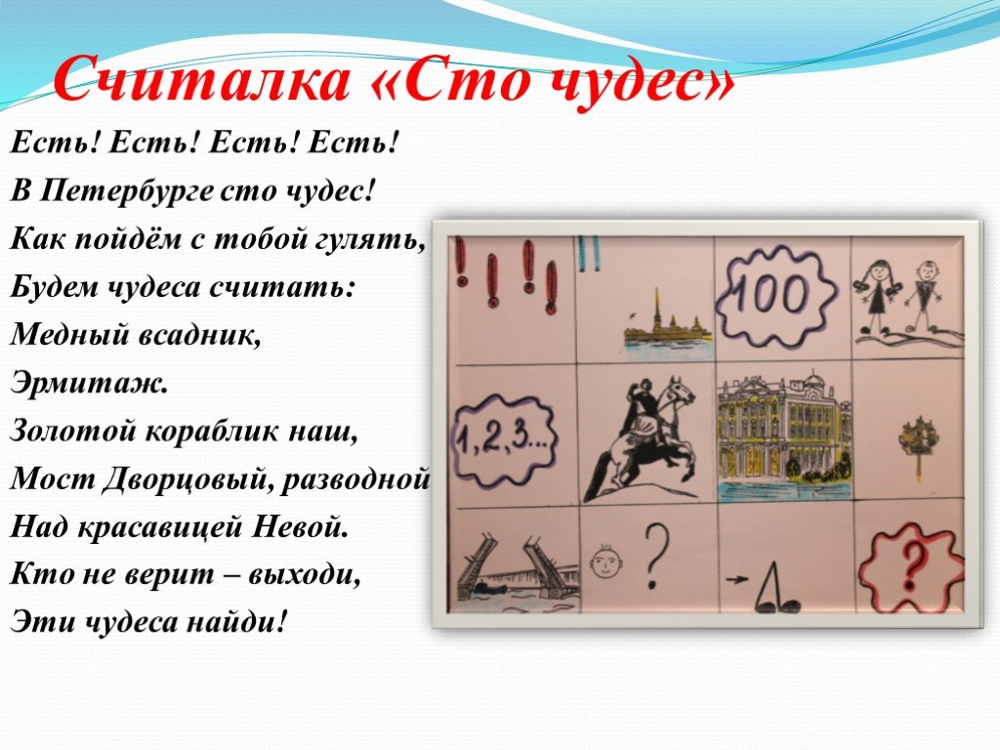 Считалка «Сто чудес»
Есть! Есть! Есть! Есть!
В Петербурге сто чудес!
Как пойдём с тобой гулять,
Будем чудеса считать:
Медный всадник,
Эрмитаж.
Золотой кораблик наш,
Мост Дворцовый, разводной
Над красавицей Невой.
Кто не верит – выходи,
Эти чудеса найди!
! ! ! !
100
1,2,3...
?
?